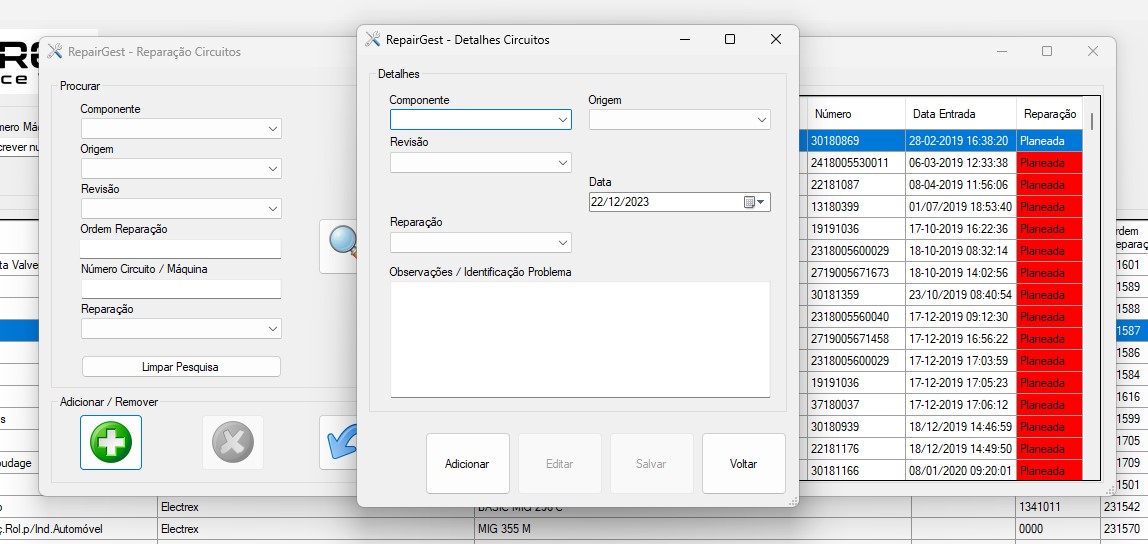 RepairGest - Detalhes Circuitos
Detalhes
Componente
Origem
Revisão
Data
22/12/2023
Reparação
Observações / Identificação Problema
Adicionar
Editar
Salvar
Voltar
RepairGest - Reparação Circuitos
Procurar
Componente
Origem
Revisão
Ordem Reparação
Número Circuito / Máquina
Reparação
Limpar Pesquisa
Adicionar / Remover
Número Data Entrada Reparação
30180869 28-02-2019 16:38:20 Planeada
2418005530011 06-03-2019 12:33:38 Planeada
22181087 08-04-2019 11:56:06 Planeada
13180399 01/07/2019 18:53:40 Planeada
19191036 17-10-2019 16:22:36 Planeada
2318005600029 18-10-2019 08:32:14 Planeada
2719005671673 18-10-2019 14:02:56 Planeada
30181359 23/10/2019 08:40:54 Planeada
2318005560040 17-12-2019 09:12:30 Planeada
2719005671458 17-12-2019 16:56:22 Planeada
2318005600029 17-12-2019 17:03:59 Planeada
19191036 17-12-2019 17:05:23 Planeada
37180037 17-12-2019 17:06:12 Planeada
30180939 18/12/2019 14:46:59 Planeada
22181176 18/12/2019 14:49:50 Planeada
30181166 08/01/2020 09:20:01 Planeada
ce
mero Má
crever nu
ta Valve
s
oudage
rdem
eparaçã
1601
1589
1588
1587
1586
1584
1616
1599
1705
1709
1501
o Electrex BASIC MIG 250 C 1341011 231542
ç.Rol.p/Ind.Automóvel Electrex MIG 355 M 0000 231570